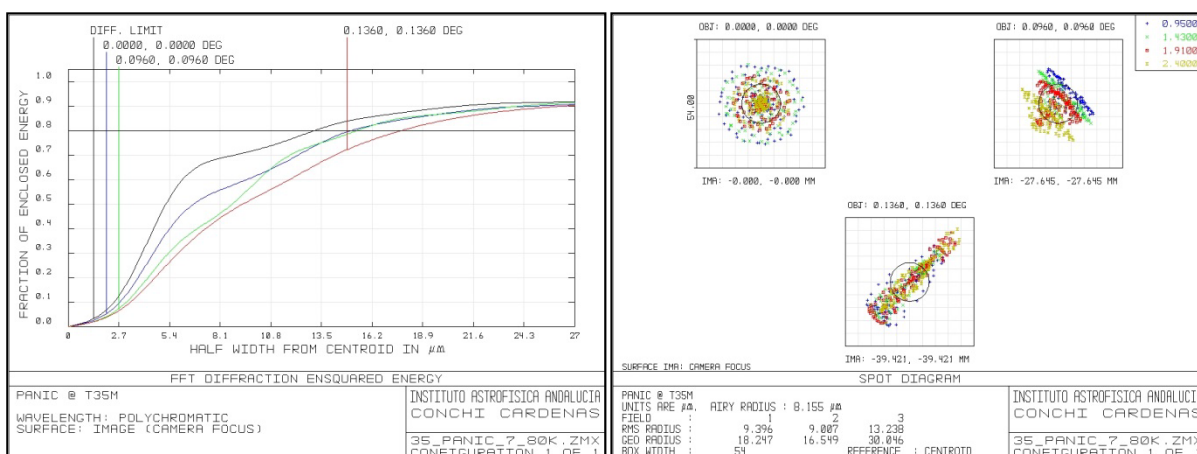 DIFF. LIMIT
0.0000, 0.0000 DEG
0.0960, 0.0960 DEG
0.1360, 0.1360 DEG
FRACTION OF ENCLOSED ENERGY
1.0
0.9
0.8
0.7
0.6
0.5
0.4
0.3
0.2
0.1
0.0
0 2.7 5.4 8.1 10.8 13.5 16.2 18.9 21.6 24.3 27
HALF WIDTH FROM CENTROID IN µm
FFT DIFFRACTION ENSQUARED ENERGY
PANIC @ T35M
WAVELENGTH: POLYCHROMATIC
SURFACE: IMAGE (CAMERA FOCUS)
INSTITUTO ASTROFISICA ANDALUCIA
CONCHI CARDENAS
35_PANIC_7_80K.ZMX
CONFIGURATION 1 OF 1
OBJ: 0.0000, 0.0000 DEG
54.00
IMA: -0.000, -0.000 MM
OBJ: 0.0960, 0.0960 DEG
IMA: -27.645, -27.645 MM
0.9500
1.4300
1.9100
2.4000
OBJ: 0.1360, 0.1360 DEG
IMA: -39.421, -39.421 MM
SURFACE IMA: CAMERA FOCUS
SPOT DIAGRAM
PANIC @ T35M
UNITS ARE µm. AIRY RADIUS : 8.155 µm
FIELD : 1 2 3
RMS RADIUS : 9.396 9.007 13.238
GEO RADIUS : 18.247 16.549 30.046
BOX WIDTH : 54 REFERENCE : CENTROID
INSTITUTO ASTROFISICA ANDALUCI
CONCHI CARDENAS
35_PANIC_7_80K.ZMX
CONFIGURATION 1 OF 1